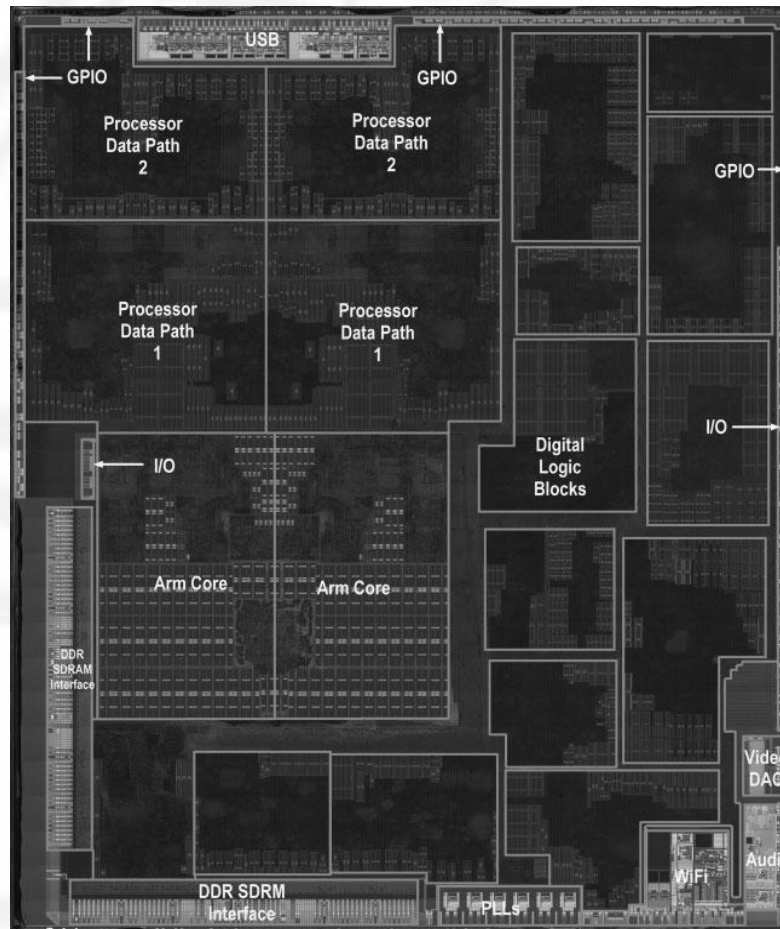 USB
GPIO
GPIO
Processor
Data Path
2
Processor
Data Path
2
GPIO
Processor
Data Path
1
Processor
Data Path
1
I/O
Digital
Logic
Blocks
I/O
Arm Core
Arm Core
DDR
SDRAM
Interface
Vide
DAC
DDR SDRM
Interface
PLLs
WiFi
Audi